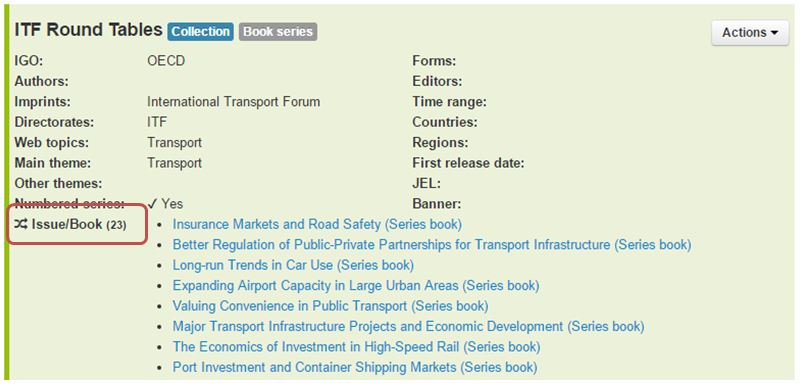 ITF Round Tables Collection Book series Actions
IGO: OECD Forms:
Authors: Editors:
Imprints: International Transport Forum Time range:
Directorates: ITF Countries:
Web topics: Transport Regions:
Main theme: Transport First release date:
Other themes: JEL:
Numbered series: ✓ Yes Banner:
Issue/Book (23) • Insurance Markets and Road Safety (Series book)
• Better Regulation of Public-Private Partnerships for Transport Infrastructure (Series book)
• Long-run Trends in Car Use (Series book)
• Expanding Airport Capacity in Large Urban Areas (Series book)
• Valuing Convenience in Public Transport (Series book)
• Major Transport Infrastructure Projects and Economic Development (Series book)
• The Economics of Investment in High-Speed Rail (Series book)
• Port Investment and Container Shipping Markets (Series book)